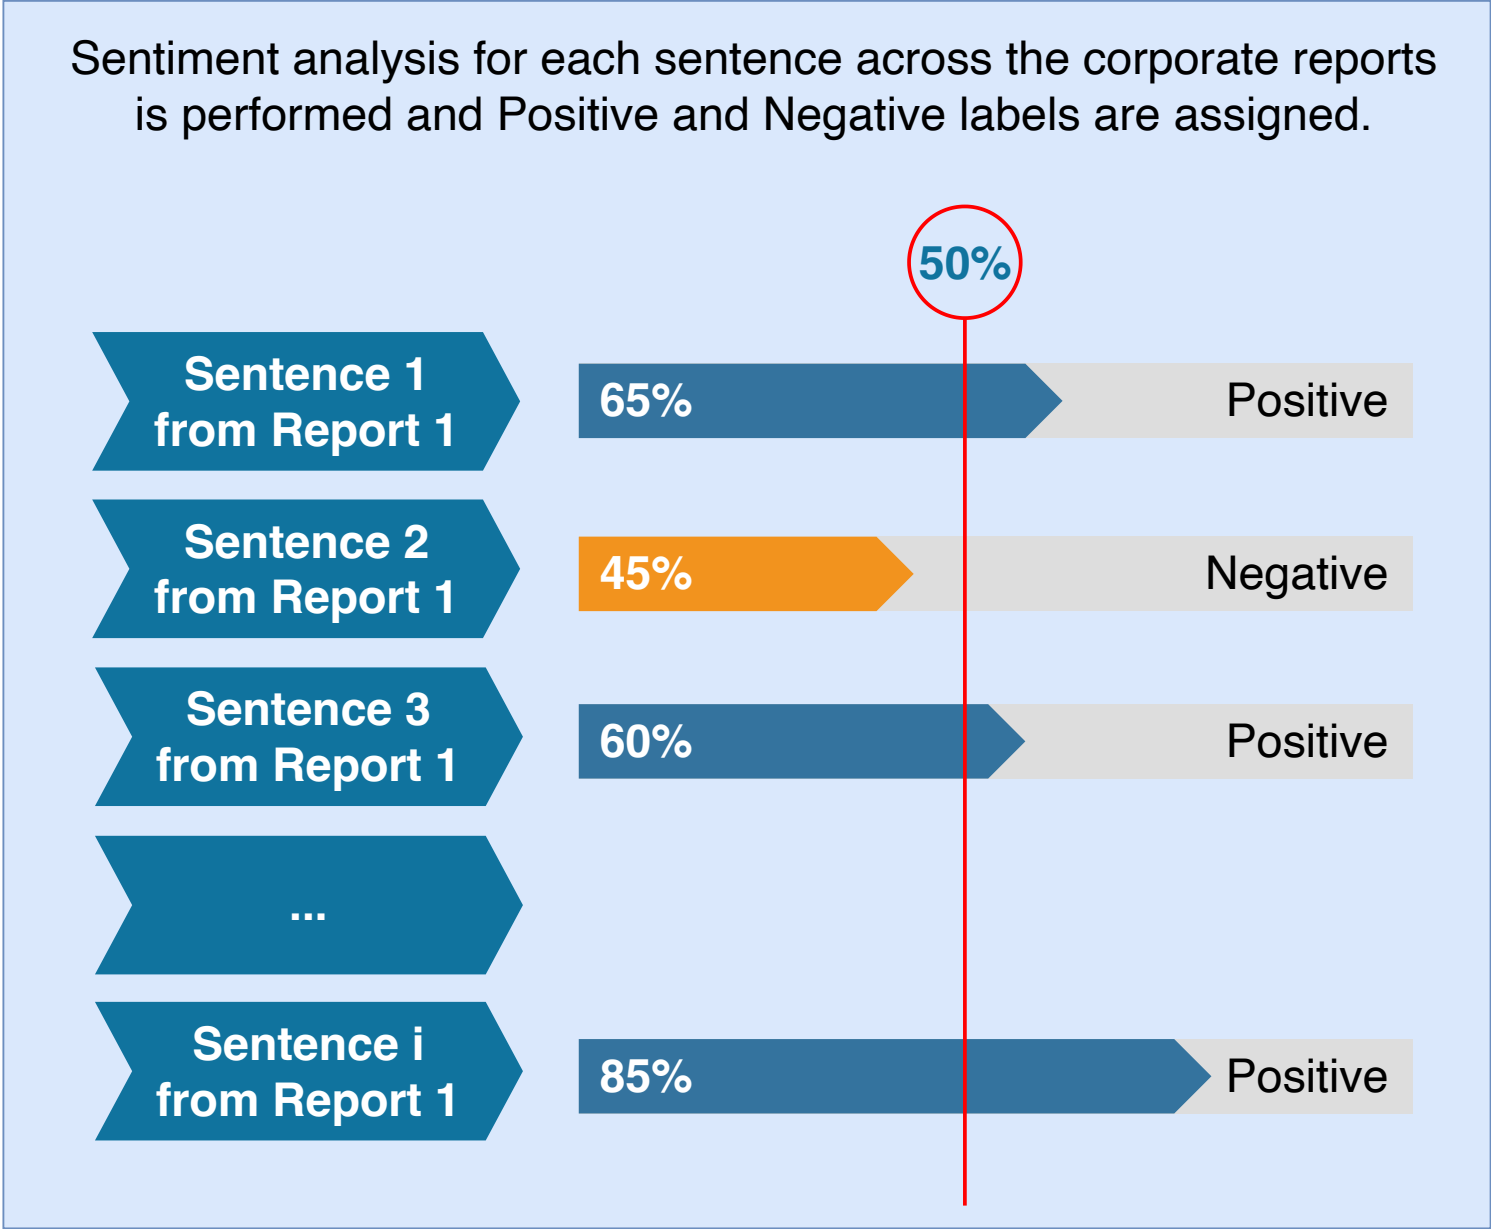 Sentiment analysis for each sentence across the corporate reports
is performed and Positive and Negative labels are assigned.
50%
Sentence 1
from Report 1
65%
Positive
Sentence 2
from Report 1
45%
Negative
Sentence 3
from Report 1
60%
Positive
...
Sentence i
from Report 1
85%
Positive